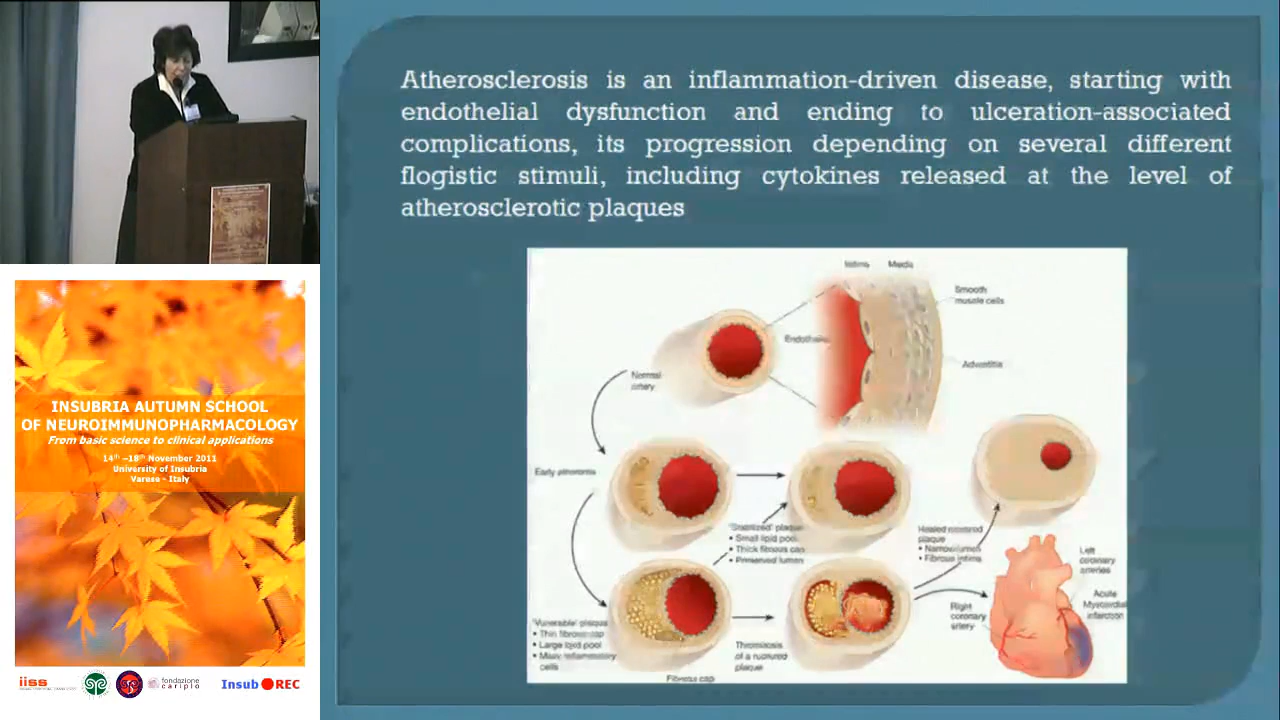 Atherosclerosis is an inflammation-driven disease, starting with
endothelial dysfunction and ending to ulceration-associated
complications, its progression depending on several different
flogistic stimuli, including cytokines released at the level of
atherosclerotic plaques
Intima Media
Smooth
muscle cells
Adventitia
Normal
artery
Early atheroma
"Stabilized" plaque
• Small lipid pool
• Thick fibrous cap
• Preserved lumen
Healed ruptured
plaque
• Narrow lumen
• Fibrous intima
Left
coronary
arteries
Acute
Myocardial
infarction
Right
coronary
artery
"Vulnerable" plaque
• Thin fibrous cap
• Large lipid pool
• Many inflammatory
cells
Thrombosis
of a ruptured
plaque
Fibrous cap
INSUBRIA AUTUMN SCHOOL
OF NEUROIMMUNOPHARMACOLOGY
From basic science to clinical applications
14th –18th November 2011
University of Insubria
Varese - Italy
iiss
fondazione
cariplo
Insub REC